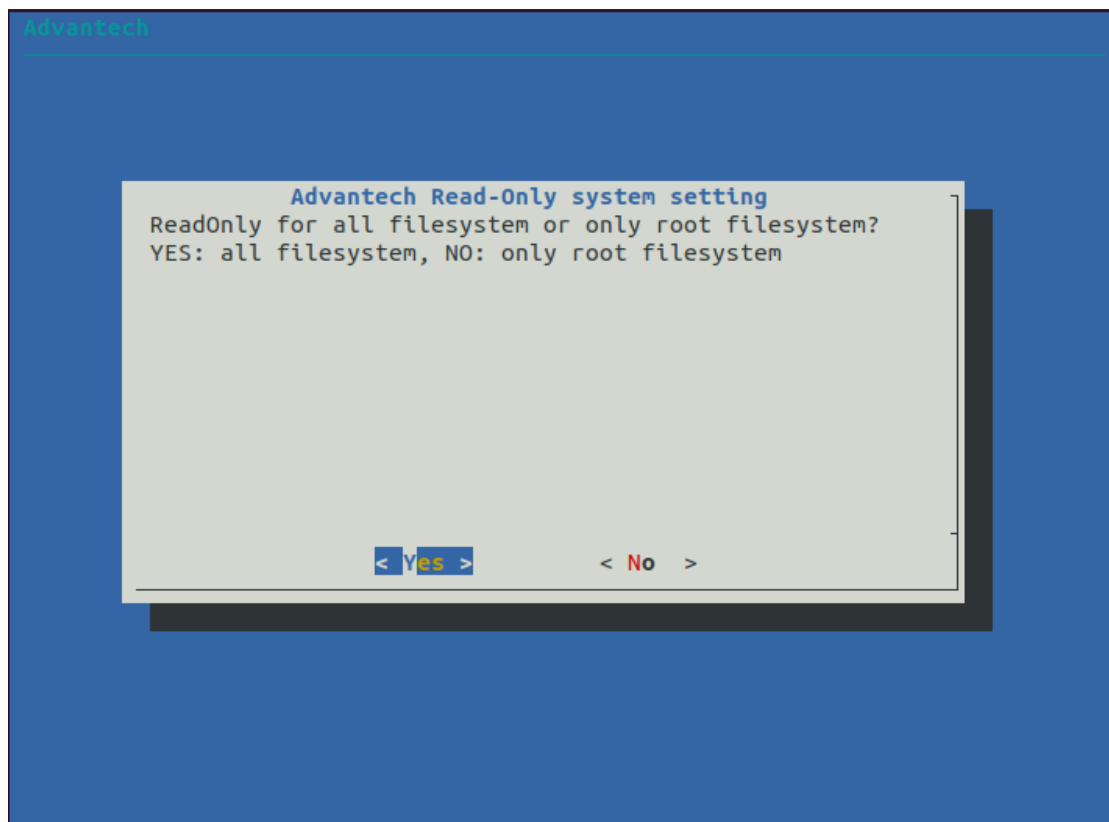 Advantech
Advantech Read-Only system setting
ReadOnly for all filesystem or only root filesystem?
YES: all filesystem, NO: only root filesystem
< Yes > < No >